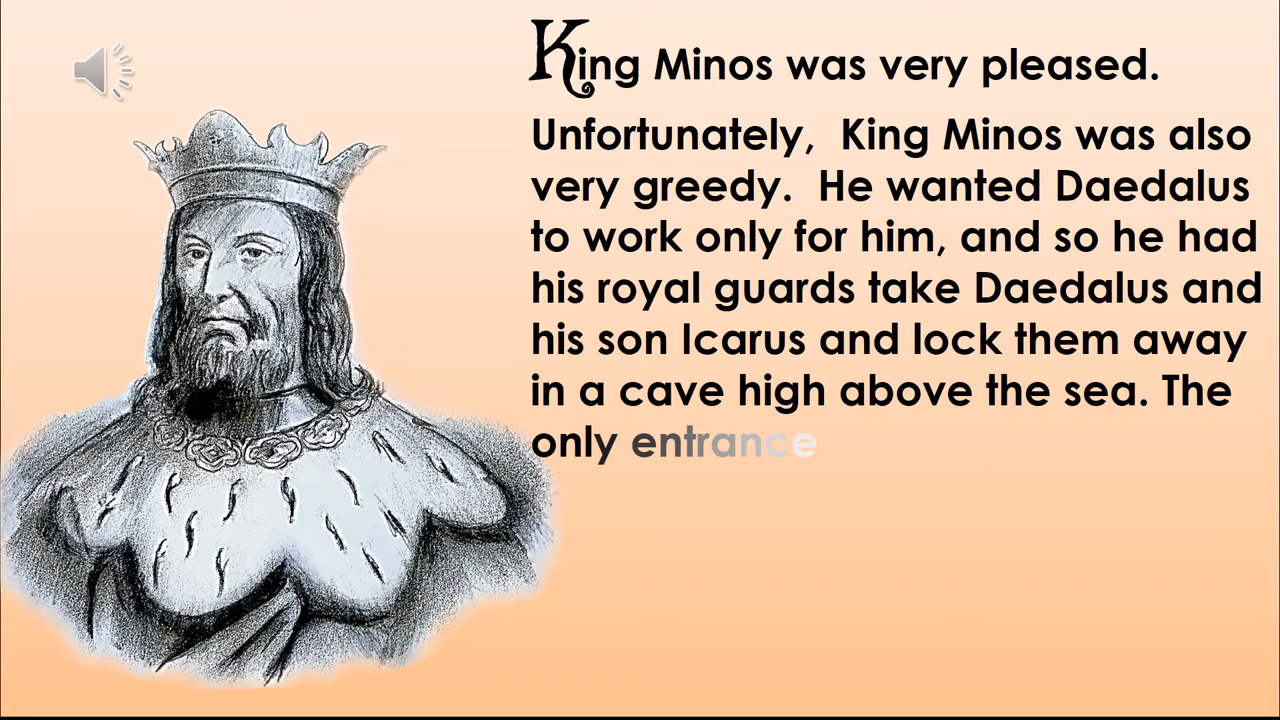 King Minos was very pleased.
Unfortunately,  King Minos was also
very greedy.  He wanted Daedalus
to work only for him, and so he had
his royal guards take Daedalus and
his son Icarus and lock them away
in a cave high above the sea. The
only entrance